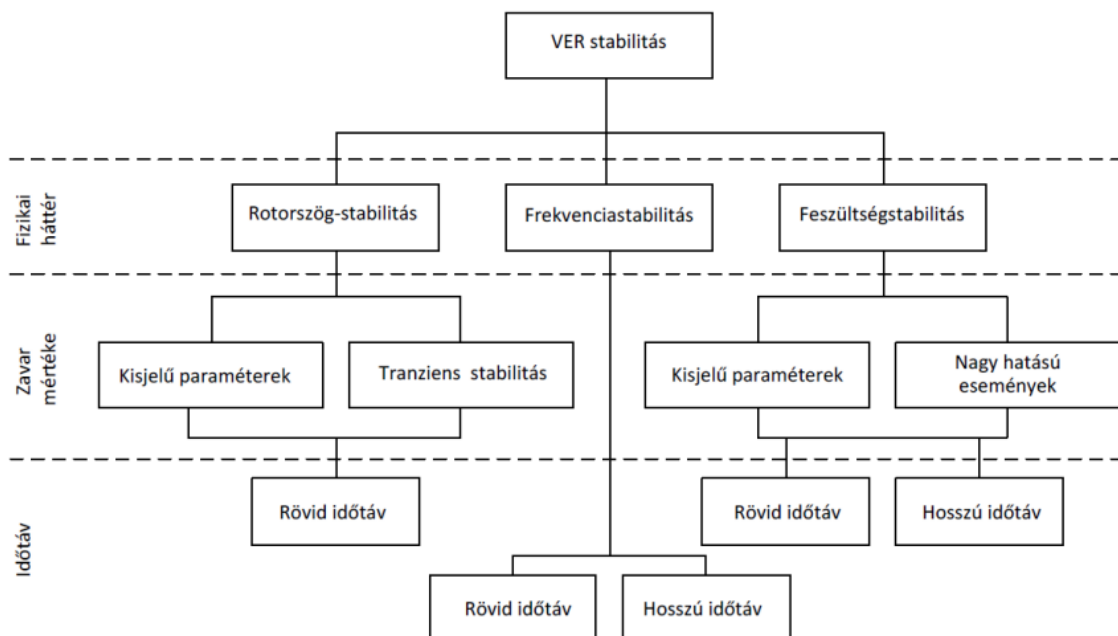 VER stabilitás
Fizikai
háttér
Rotorszög-stabilitás
Frekvenciastabilitás
Feszültségstabilitás
Zavar
mértéke
Kisjelű paraméterek
Tranziens stabilitás
Kisjelű paraméterek
Nagy hatású
események
Időtáv
Rövid időtáv
Rövid időtáv
Hosszú időtáv
Rövid időtáv
Hosszú időtáv